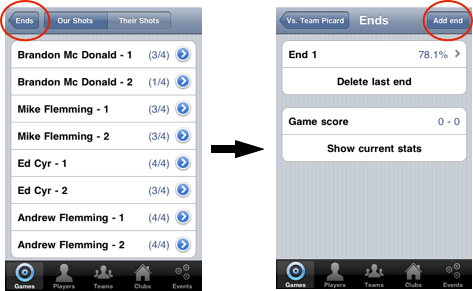 Ends
Our Shots
Their Shots
Brandon Mc Donald - 1 (3/4)
Brandon Mc Donald - 2 (1/4)
Mike Flemming - 1 (3/4)
Mike Flemming - 2 (3/4)
Ed Cyr - 1 (4/4)
Ed Cyr - 2 (3/4)
Andrew Flemming - 1 (4/4)
Andrew Flemming - 2 (4/4)
Games Players Teams Clubs Events
Vs. Team Picard
Ends
Add end
End 1 78.1%
Delete last end
Game score 0 - 0
Show current stats
Games Players Teams Clubs Events